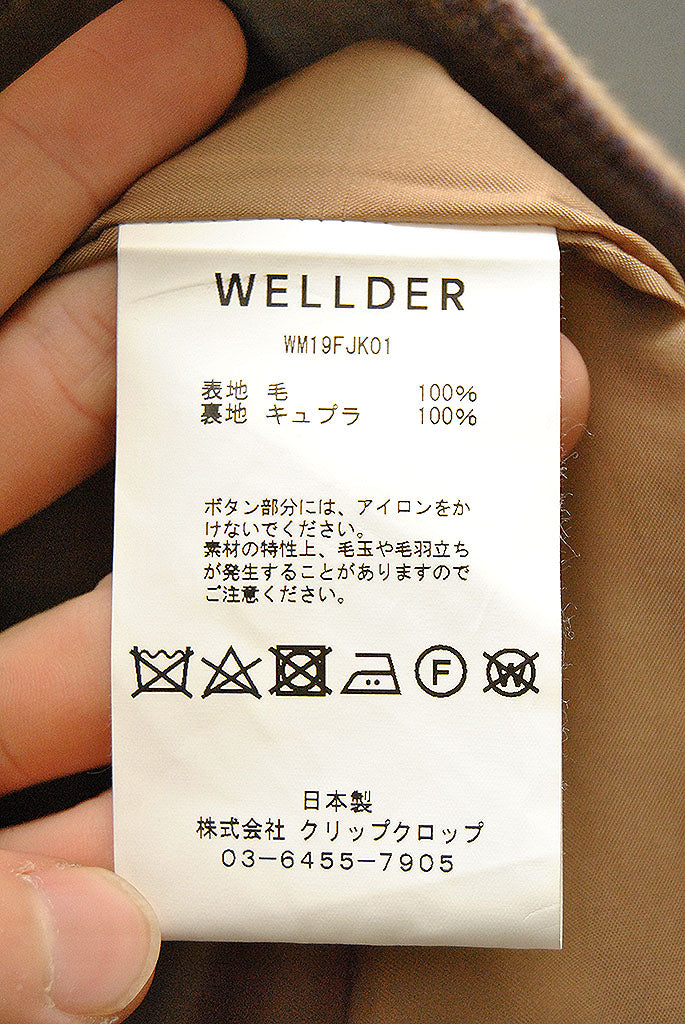 WELLDER
WM19FJK01
表地 毛 100%
裏地 キュプラ 100%
ボタン部分には、アイロンをか
けないでください。
素材の特性上、毛玉や毛羽立ち
が発生することがありますので
ご注意ください。
F W
日本製
株式会社 クリップクロップ
03-6455-7905